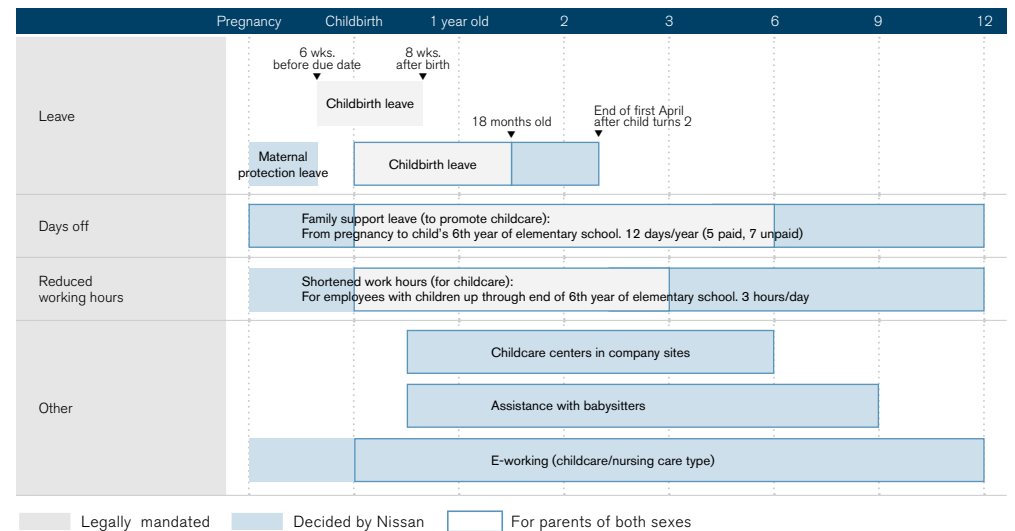 Pregnancy Childbirth 1 year old 2 3 6 9 12
6 wks.
before due date
8 wks.
after birth
Childbirth leave
Leave
18 months old
End of first April
after child turns 2
Maternal
protection leave
Childbirth leave
Days off
Family support leave (to promote childcare):
From pregnancy to child's 6th year of elementary school. 12 days/year (5 paid, 7 unpaid)
Reduced
working hours
Shortened work hours (for childcare):
For employees with children up through end of 6th year of elementary school. 3 hours/day
Other
Childcare centers in company sites
Assistance with babysitters
E-working (childcare/nursing care type)
Legally mandated Decided by Nissan For parents of both sexes